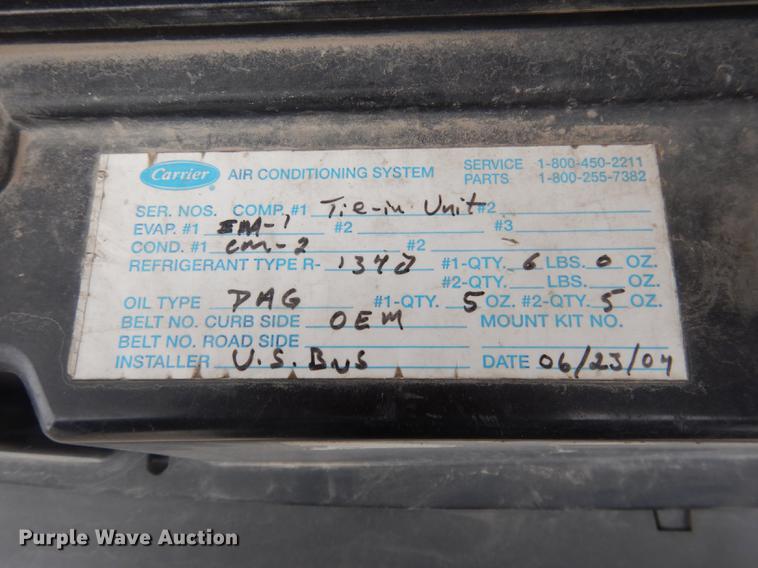 Carrier AIR CONDITIONING SYSTEM SERVICE 1-800-450-2211
PARTS 1-800-255-7382
SER. NOS. COMP. #1 Tie-in Unit #2
EVAP. #1 EM-1 #2 #3
COND. #1 CM-2 #2
REFRIGERANT TYPE R- 134a #1-QTY. 6 LBS. 0 OZ.
#2-QTY. LBS. OZ.
OIL TYPE PAG #1-QTY. 5 OZ. #2-QTY. 5 OZ.
BELT NO. CURB SIDE OEM MOUNT KIT NO.
BELT NO. ROAD SIDE
INSTALLER U.S. BUS DATE 06/23/04
Purple Wave Auction